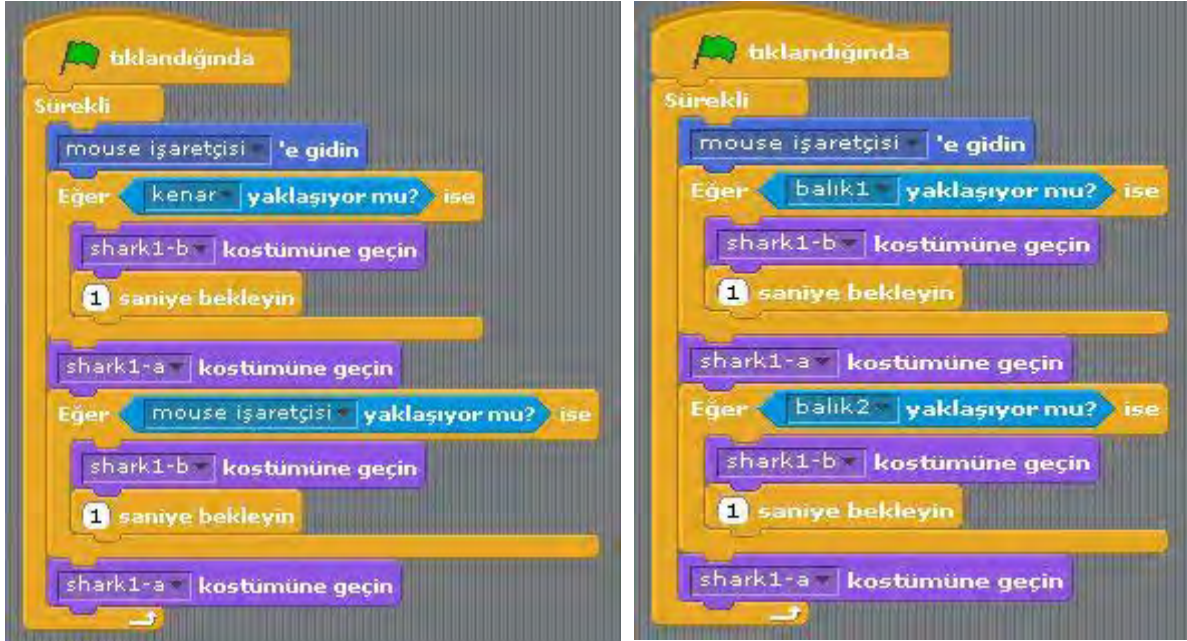 tıklandığında
Sürekli
mouse işaretçisi 'e gidin
Eğer kenar yaklaşıyor mu? ise
shark1-b kostümüne geçin
1 saniye bekleyin
shark1-a kostümüne geçin
Eğer mouse işaretçisi yaklaşıyor mu? ise
shark1-b kostümüne geçin
1 saniye bekleyin
shark1-a kostümüne geçin
tıklandığında
Sürekli
mouse işaretçisi 'e gidin
Eğer balık1 yaklaşıyor mu? ise
shark1-b kostümüne geçin
1 saniye bekleyin
shark1-a kostümüne geçin
Eğer balık2 yaklaşıyor mu? ise
shark1-b kostümüne geçin
1 saniye bekleyin
shark1-a kostümüne geçin